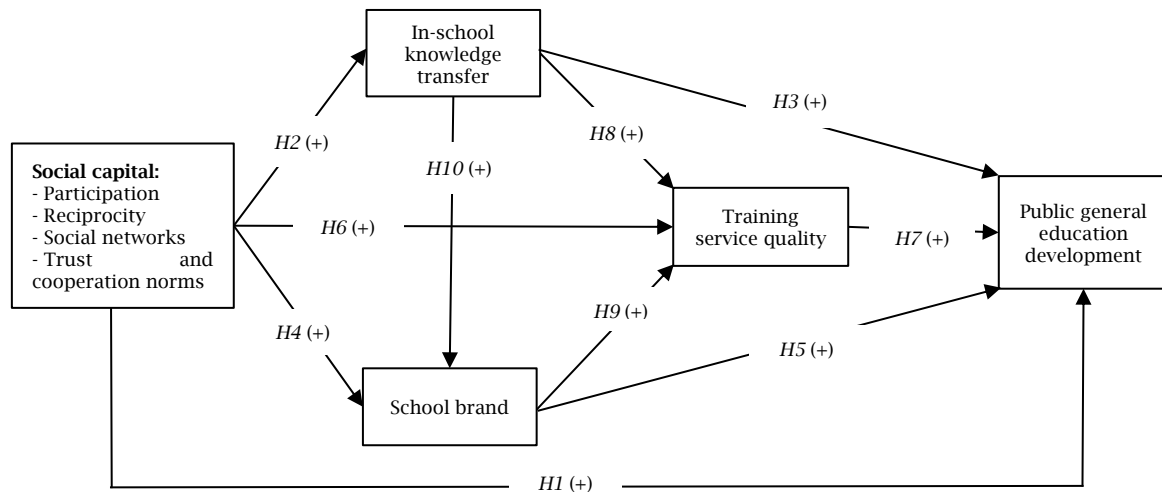 In-school
knowledge
transfer
H3 (+)
H2 (+)
H8 (+)
H10 (+)
Social capital:
- Participation
- Reciprocity
- Social networks
- Trust and
cooperation norms
H6 (+)
Training
service quality
H7 (+)
Public general
education
development
H4 (+)
H9 (+)
H5 (+)
School brand
H1 (+)